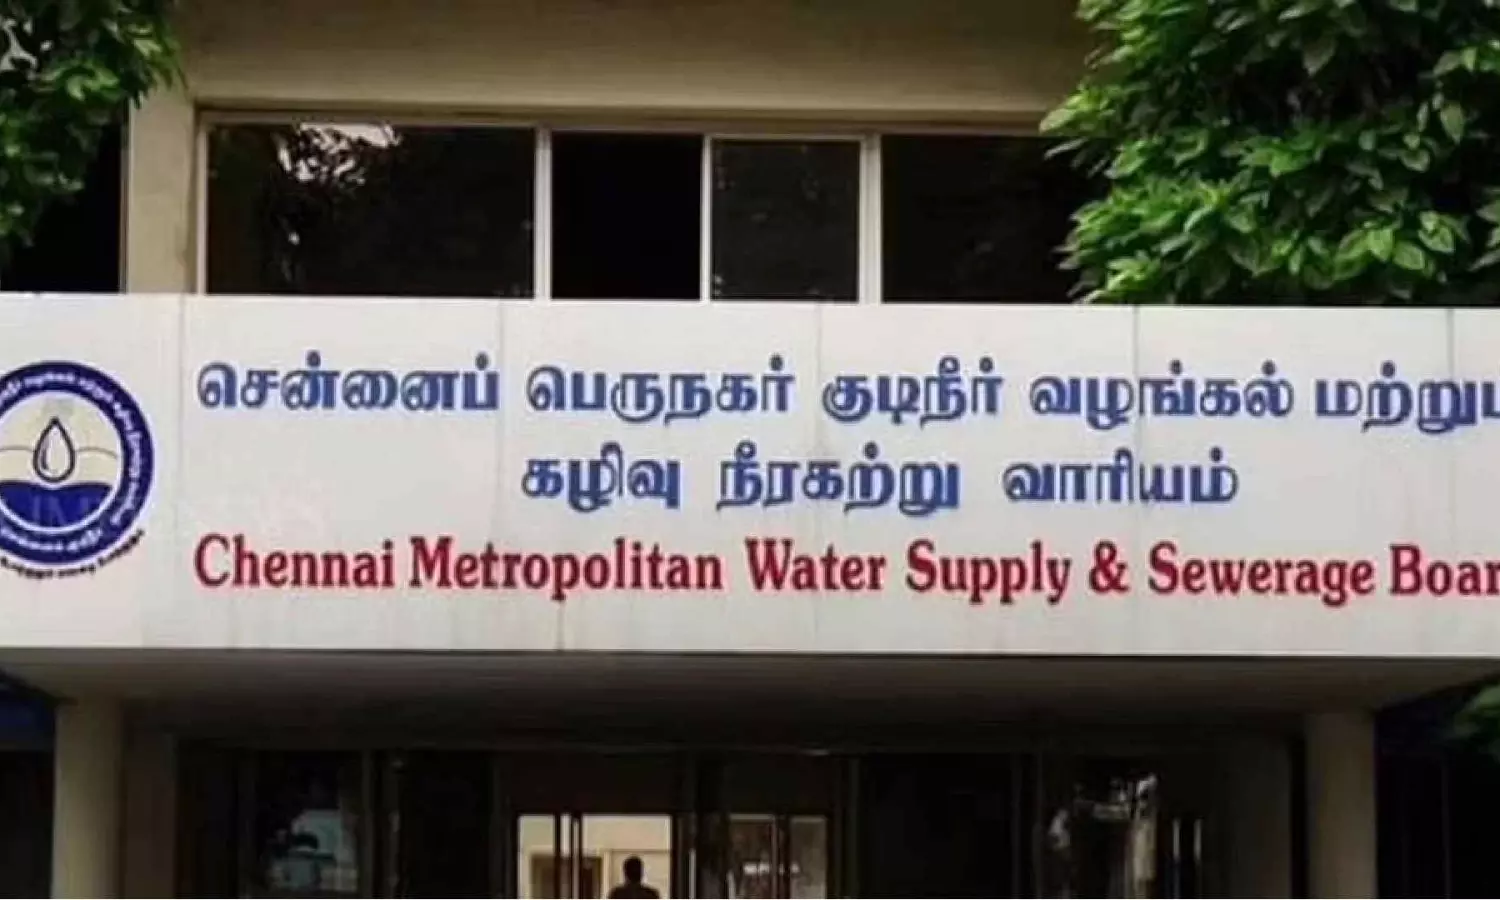 சென்னைப் பெருநகர் குடிநீர் வழங்கல் மற்றும்
கழிவு நீரகற்று வாரியம்
Chennai Metropolitan Water Supply & Sewerage Boar